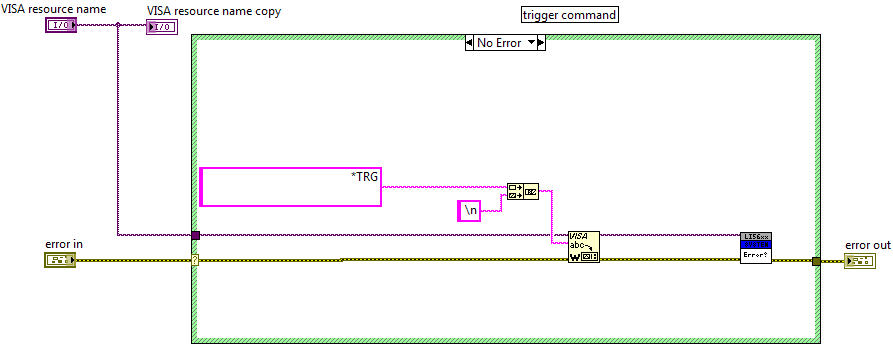 VISA resource name
VISA resource name copy
trigger command
I/O
I/O
No Error
*TRG
\n
VISA
abc
W
LI56xx
error in
?
Error?
error out